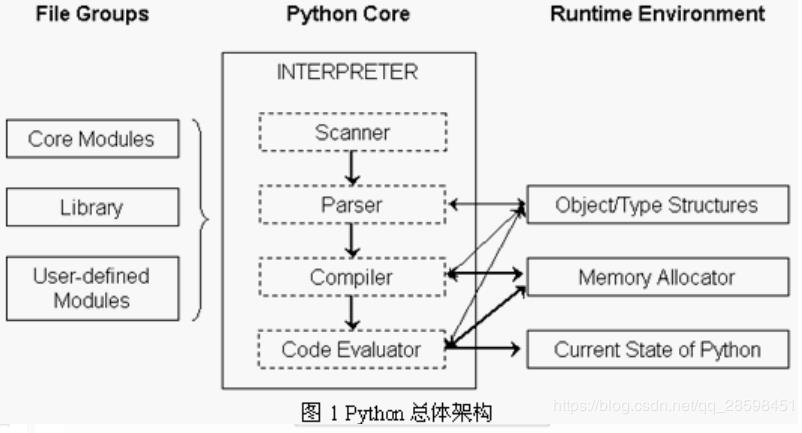 File Groups
Python Core
Runtime Environment
INTERPRETER
Core Modules
Library
User-defined
Modules
Scanner
Parser
Compiler
Code Evaluator
Object/Type Structures
Memory Allocator
Current State of Python
图 1 Python 总体架构
https://blog.csdn.net/qq_28598451